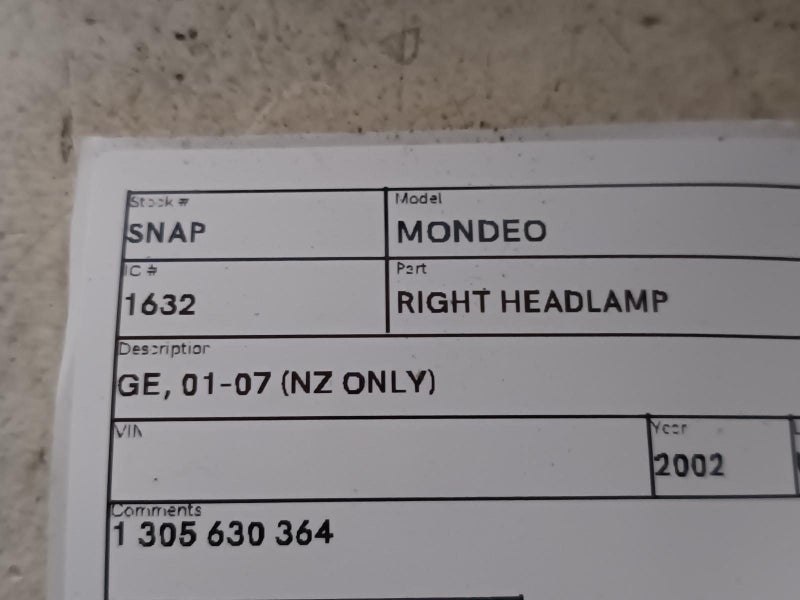 Stock # Model
SNAP MONDEO
IC # Part
1632 RIGHT HEADLAMP
Description
GE, 01-07 (NZ ONLY)
VIN Year
2002
Comments
1 305 630 364